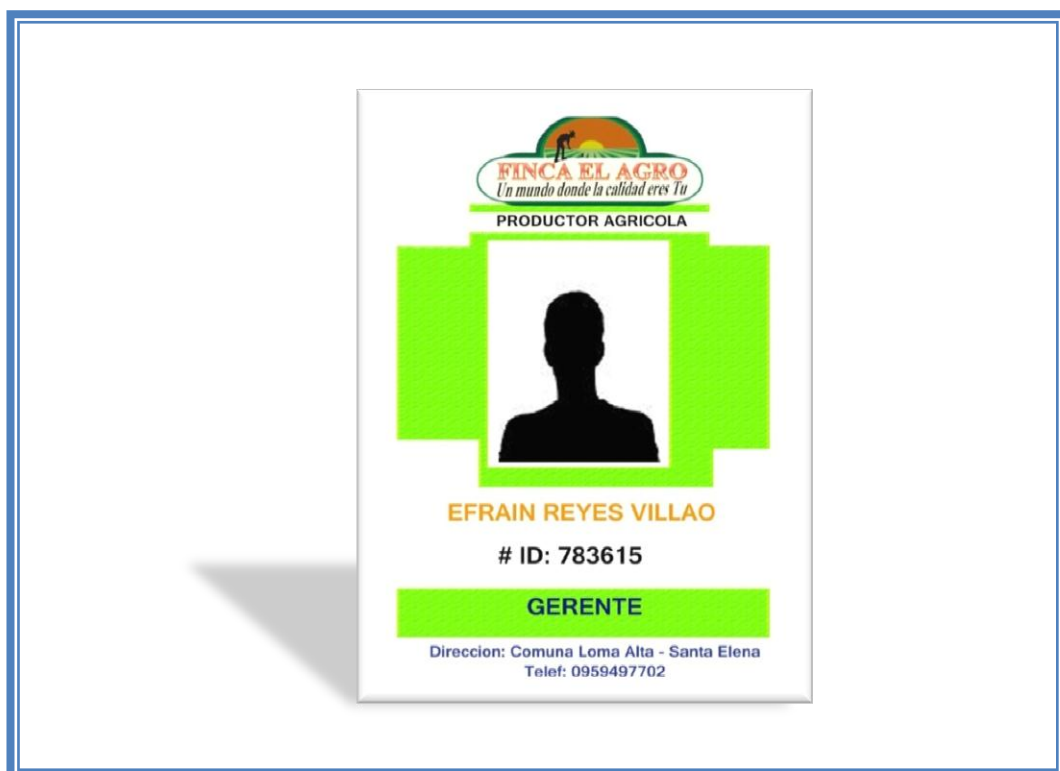 FINCA EL AGRO
Un mundo donde la calidad eres Tu
PRODUCTOR AGRICOLA
EFRAIN REYES VILLAO
# ID: 783615
GERENTE
Direccion: Comuna Loma Alta - Santa Elena
Telef: 0959497702